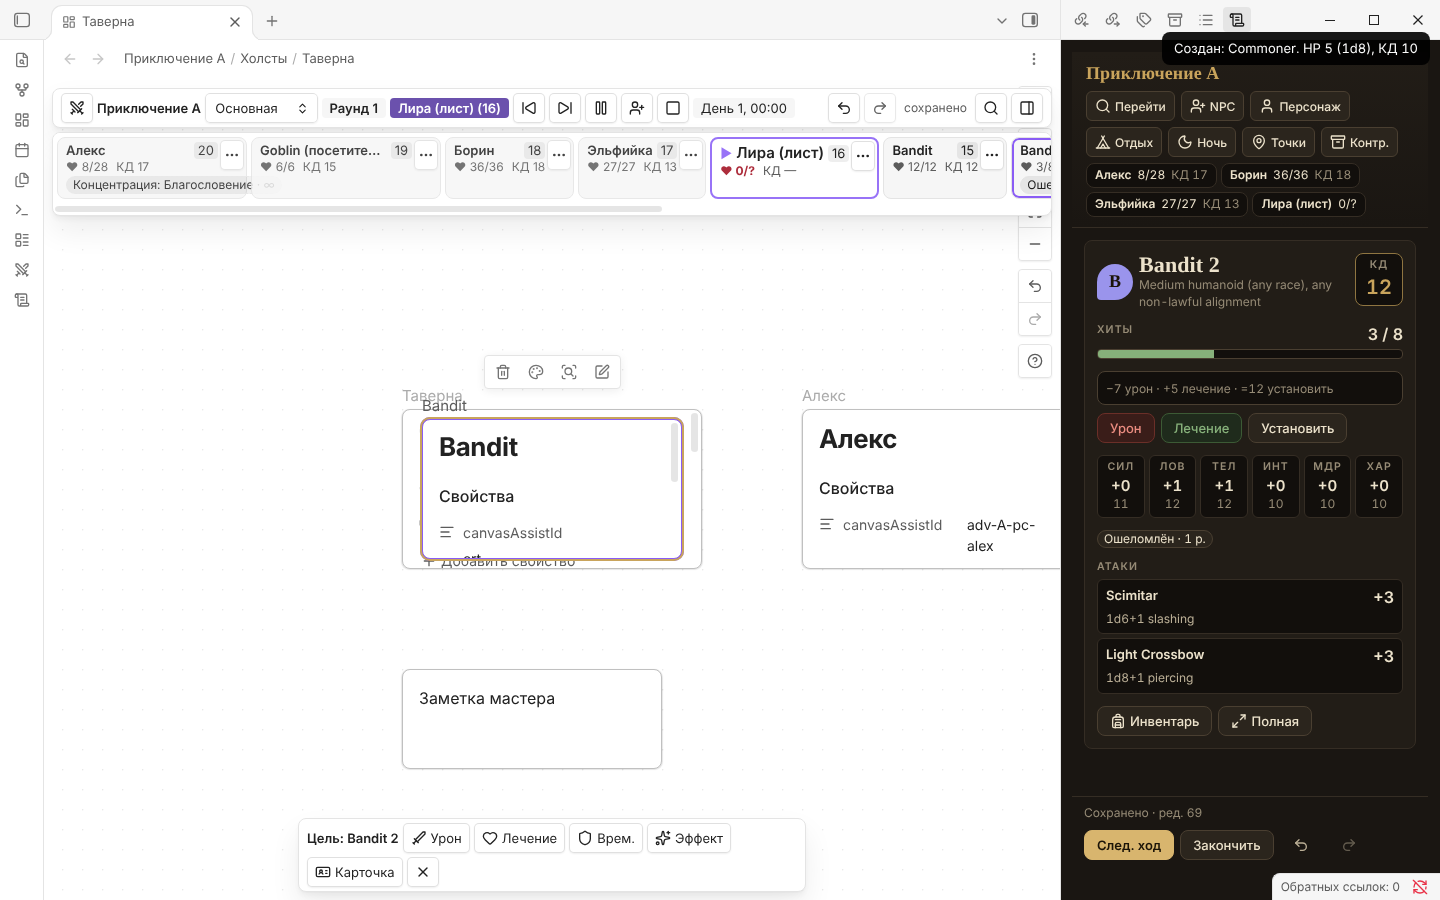 Таверна
Создан: Commoner. HP 5 (1d8), КД 10
Приключение А / Холсты / Таверна
Приключение А
Основная
Раунд 1
Лира (лист) (16)
День 1, 00:00
сохранено
Алекс 20
8/28 КД 17
Концентрация: Благословение · ∞
Goblin (посетите... 19
6/6 КД 15
Борин 18
36/36 КД 18
Эльфийка 17
27/27 КД 13
Лира (лист) 16
0/? КД —
Bandit 15
12/12 КД 12
Band
3/8
Оше
Таверна
Bandit
Bandit
Свойства
canvasAssistId
Добавить свойство
Алекс
Алекс
Свойства
canvasAssistId
adv-A-pc-
alex
Заметка мастера
Цель: Bandit 2
Урон
Лечение
Врем.
Эффект
Карточка
Приключение А
Перейти
NPC
Персонаж
Отдых
Ночь
Точки
Контр.
Алекс 8/28 КД 17
Борин 36/36 КД 18
Эльфийка 27/27 КД 13
Лира (лист) 0/?
B
Bandit 2
Medium humanoid (any race), any
non-lawful alignment
КД
12
ХИТЫ
3 / 8
−7 урон · +5 лечение · =12 установить
Урон
Лечение
Установить
СИЛ ЛОВ ТЕЛ ИНТ МДР ХАР
+0 +1 +1 +0 +0 +0
11 12 12 10 10 10
Ошеломлён · 1 р.
АТАКИ
Scimitar +3
1d6+1 slashing
Light Crossbow +3
1d8+1 piercing
Инвентарь
Полная
Сохранено · ред. 69
След. ход
Закончить
Обратных ссылок: 0